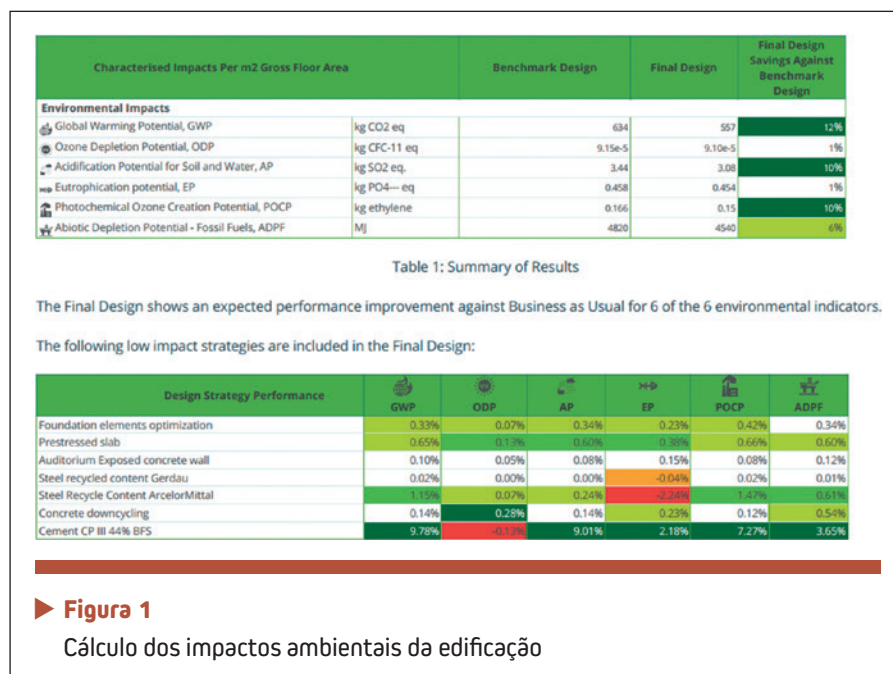 Characterised Impacts Per m2 Gross Floor Area Benchmark Design Final Design Final Design Savings Against Benchmark Design
Environmental Impacts
Global Warming Potential, GWP kg CO2 eq 634 557 12%
Ozone Depletion Potential, ODP kg CFC-11 eq 9.15e-5 9.10e-5 1%
Acidification Potential for Soil and Water, AP kg SO2 eq. 3.44 3.08 10%
Eutrophication potential, EP kg PO4--- eq 0.458 0.454 1%
Photochemical Ozone Creation Potential, POCP kg ethylene 0.166 0.15 10%
Abiotic Depletion Potential - Fossil Fuels, ADPF MJ 4820 4540 6%
Table 1: Summary of Results
The Final Design shows an expected performance improvement against Business as Usual for 6 of the 6 environmental indicators.
The following low impact strategies are included in the Final Design:
Design Strategy Performance GWP ODP AP EP POCP ADPF
Foundation elements optimization 0.33% 0.07% 0.34% 0.23% 0.42% 0.34%
Prestressed slab 0.65% 0.13% 0.60% 0.38% 0.66% 0.60%
Auditorium Exposed concrete wall 0.10% 0.05% 0.08% 0.15% 0.08% 0.12%
Steel recycled content Gerdau 0.02% 0.00% 0.00% -0.04% 0.02% 0.01%
Steel Recycle Content ArcelorMittal 1.15% 0.07% 0.24% -2.24% 1.47% 0.61%
Concrete downcycling 0.14% 0.28% 0.14% 0.23% 0.12% 0.54%
Cement CP III 44% BFS 9.78% -0.13% 9.01% 2.18% 7.27% 3.65%
Figura 1
Cálculo dos impactos ambientais da edificação